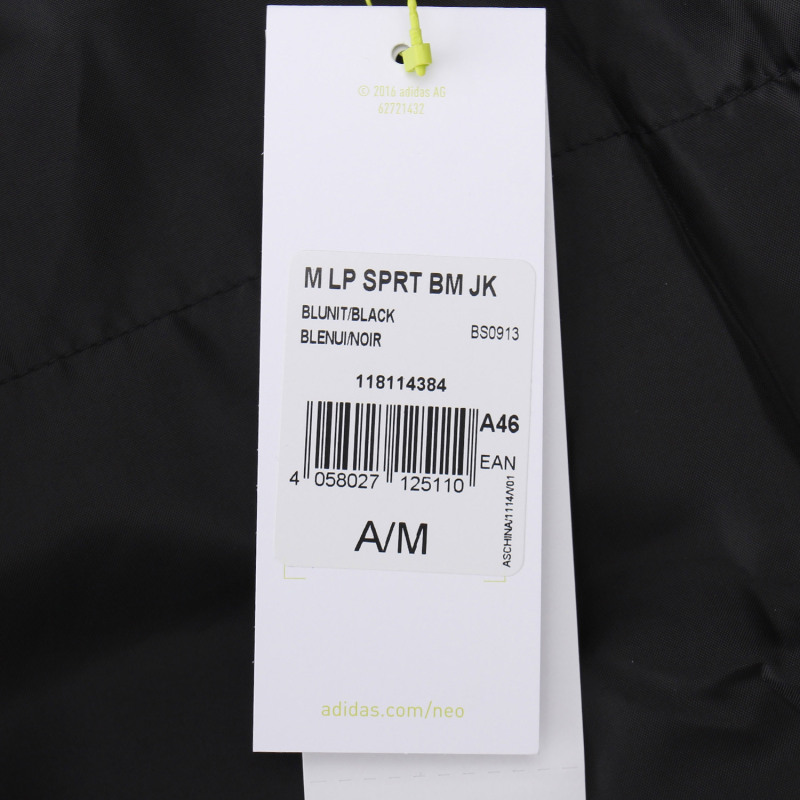 © 2016 adidas AG
62721432
M LP SPRT BM JK
BLUNIT/BLACK
BLENUI/NOIR BS0913
118114384
A46
EAN
4 058027 125110
A/M
ASCHINA/1114/V01
adidas.com/neo